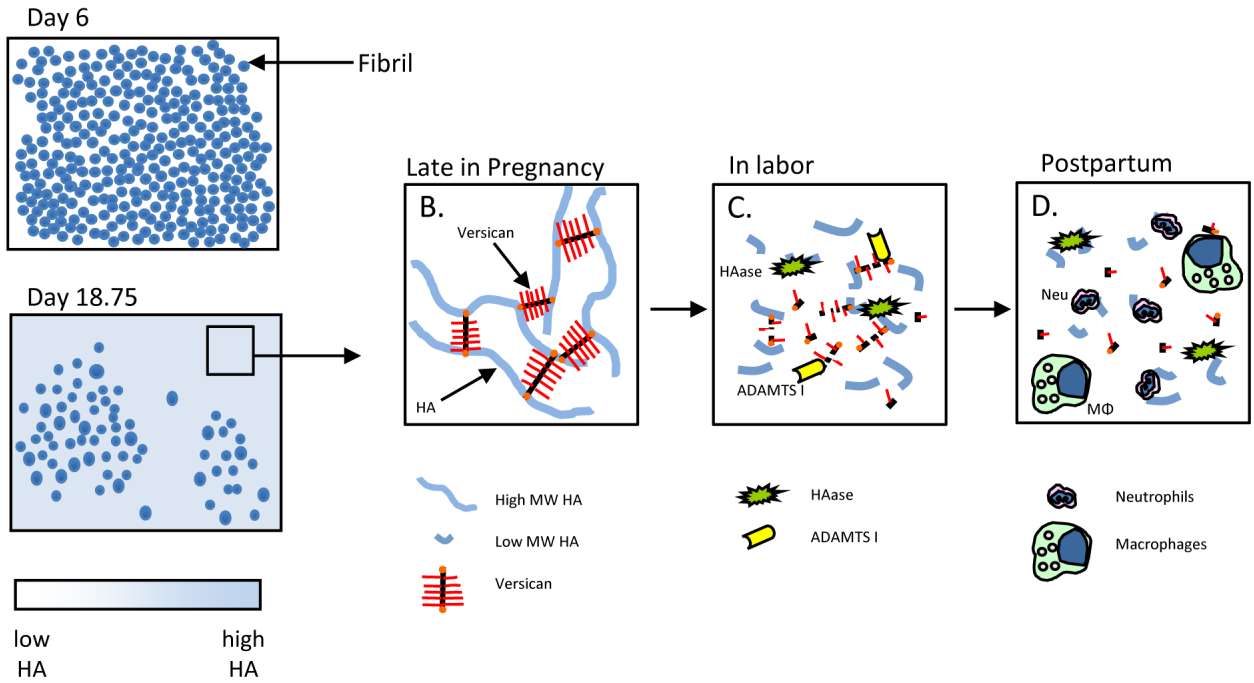 Day 6
Fibril
Day 18.75
low
HA
high
HA
Late in Pregnancy
B.
Versican
HA
High MW HA
Low MW HA
Versican
In labor
C.
HAase
ADAMTS I
HAase
ADAMTS I
Postpartum
D.
Neu
MΦ
Neutrophils
Macrophages